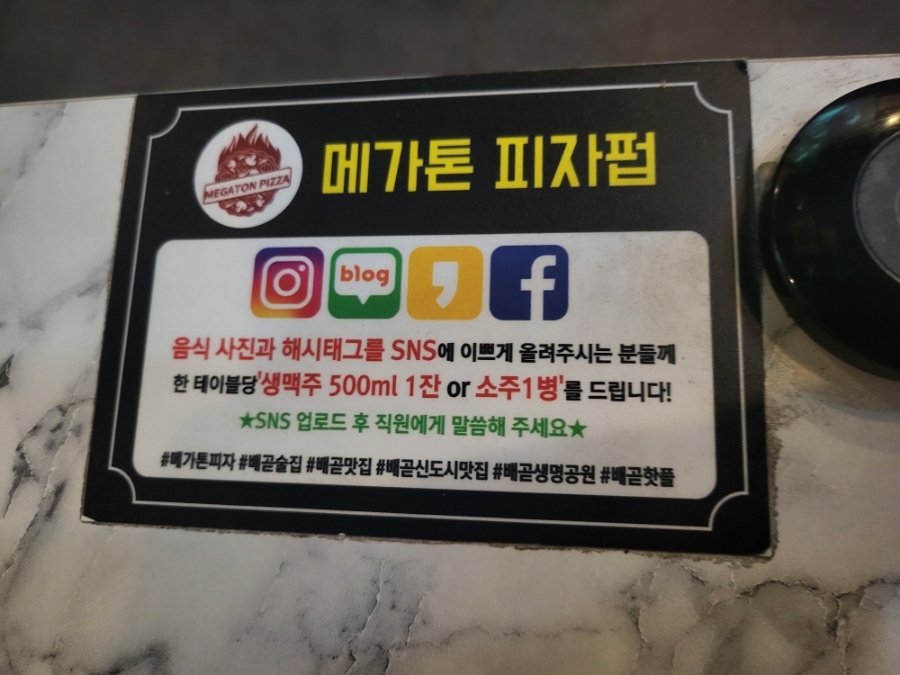 MEGATON PIZZA
메가톤 피자펍
blog
음식 사진과 해시태그를 SNS에 이쁘게 올려주시는 분들께
한 테이블당 '생맥주 500ml 1잔 or 소주1병'를 드립니다!
★SNS 업로드 후 직원에게 말씀해 주세요★
#메가톤피자 #배곧술집 #배곧맛집 #배곧신도시맛집 #배곧생명공원 #배곧핫플